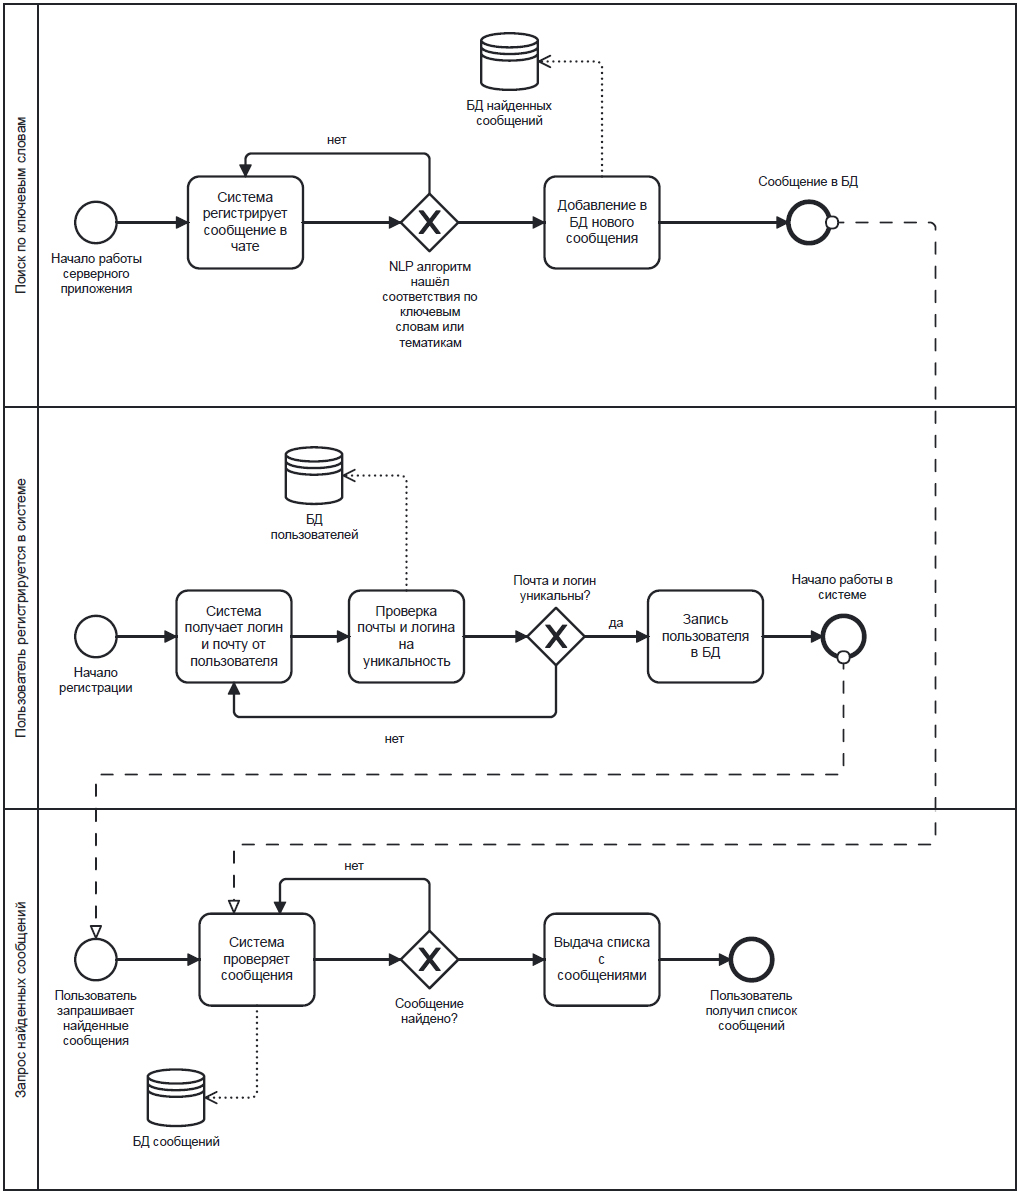 Поиск по ключевым словам
БД найденных
сообщений
нет
Сообщение в БД
Система
регистрирует
сообщение в
чате
Добавление в
БД нового
сообщения
Начало работы
серверного
приложения
NLP алгоритм
нашёл
соответствия по
ключевым
словам или
тематикам
Пользователь регистрируется в системе
БД
пользователей
Почта и логин
уникальны?
Начало работы в
системе
Система
получает логин
и почту от
пользователя
Проверка
почты и логина
на
уникальность
да
Запись
пользователя
в БД
Начало
регистрации
нет
Запрос найденных сообщений
нет
Система
проверяет
сообщения
Выдача списка
с
сообщениями
Пользователь
запрашивает
найденные
сообщения
Сообщение
найдено?
Пользователь
получил список
сообщений
БД сообщений